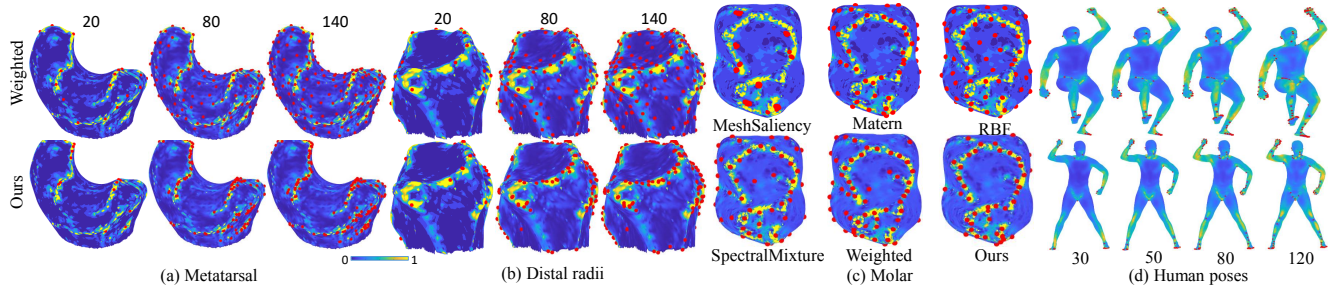 20 80 140 20 80 140
Weighted
MeshSaliency Matern RBF
Ours
0 1
SpectralMixture Weighted Ours
30 50 80 120
(a) Metatarsal (b) Distal radii (c) Molar (d) Human poses